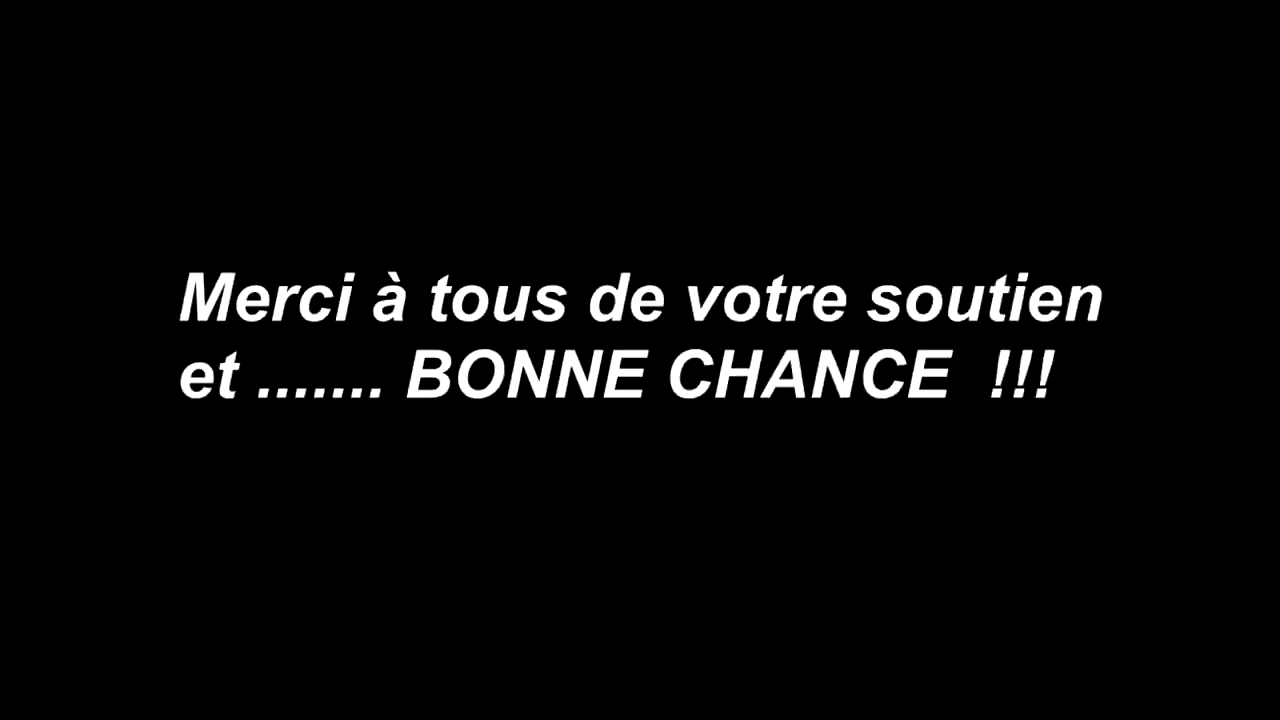 Merci à tous de votre soutien
et ....... BONNE CHANCE  !!!